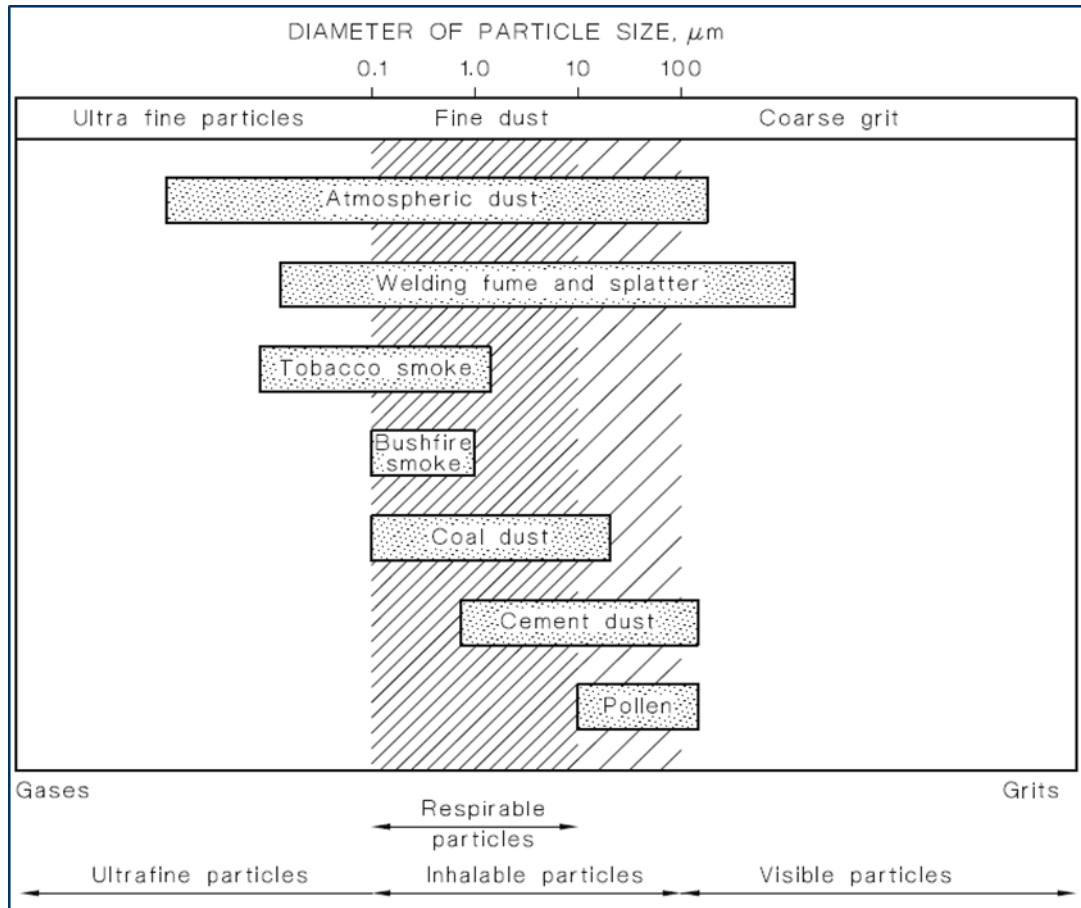 DIAMETER OF PARTICLE SIZE, μm
0.1 1.0 10 100
Ultra fine particles Fine dust Coarse grit
Atmospheric dust
Welding fume and splatter
Tobacco smoke
Bushfire
smoke
Coal dust
Cement dust
Pollen
Gases Grits
Respirable
particles
Ultrafine particles Inhalable particles Visible particles